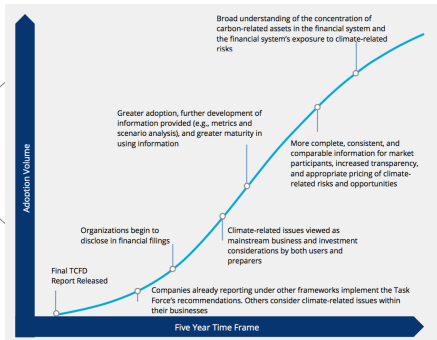 Broad understanding of the concentration of
carbon-related assets in the financial system and
the financial system's exposure to climate-related
risks
Greater adoption, further development of
information provided (e.g., metrics and
scenario analysis), and greater maturity in
using information
More complete, consistent, and
comparable information for market
participants, increased transparency,
and appropriate pricing of climate-
related risks and opportunities
Adoption Volume
Organizations begin to
disclose in financial filings
Climate-related issues viewed as
mainstream business and investment
considerations by both users and
preparers
Final TCFD
Report Released
Companies already reporting under other frameworks implement the Task
Force's recommendations. Others consider climate-related issues within
their businesses
Five Year Time Frame